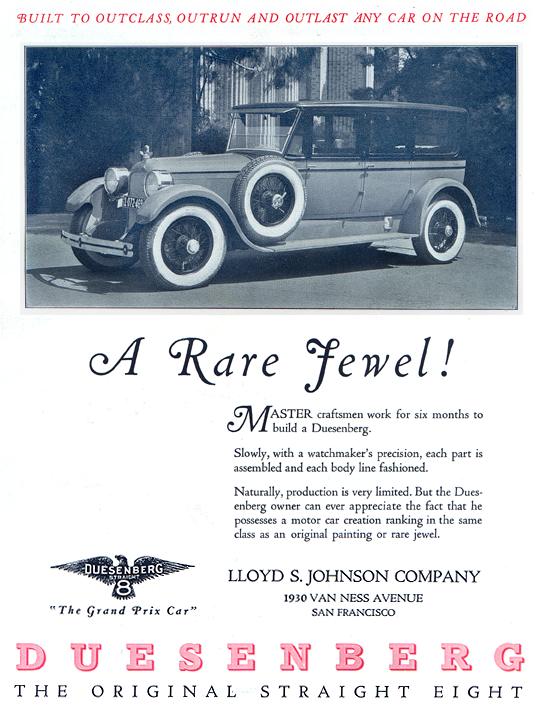 BUILT TO OUTCLASS, OUTRUN AND OUTLAST ANY CAR ON THE ROAD
A Rare Jewel!
MASTER craftsmen work for six months to
build a Duesenberg.
Slowly, with a watchmaker's precision, each part is
assembled and each body line fashioned.
Naturally, production is very limited. But the Dues-
enberg owner can ever appreciate the fact that he
possesses a motor car creation ranking in the same
class as an original painting or rare jewel.
DUESENBERG
STRAIGHT
8
"The Grand Prix Car"
LLOYD S. JOHNSON COMPANY
1930 VAN NESS AVENUE
SAN FRANCISCO
DUESENBERG
THE ORIGINAL STRAIGHT EIGHT